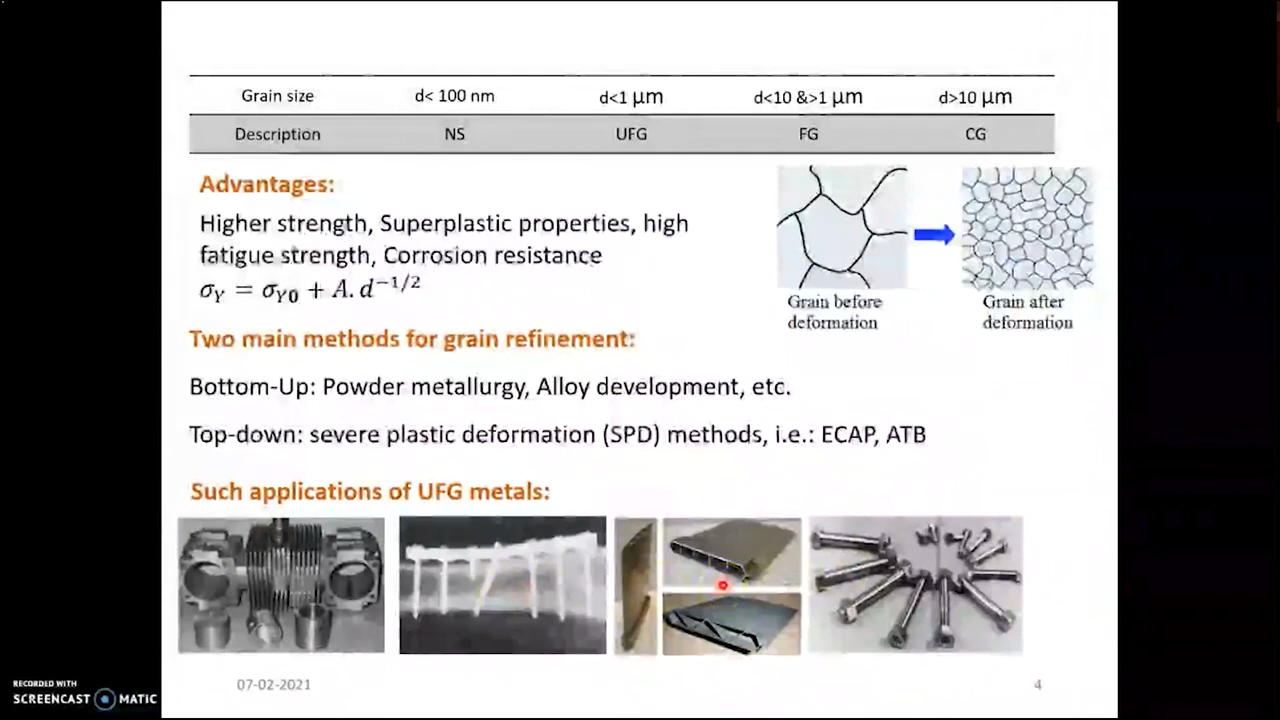 Grain size d< 100 nm d<1 μm d<10 &>1 μm d>10 μm
Description NS UFG FG CG
Advantages:
Higher strength, Superplastic properties, high
fatigue strength, Corrosion resistance
σ_Y = σ_Y0 + A. d^−1/2
Grain before
deformation
Grain after
deformation
Two main methods for grain refinement:
Bottom-Up: Powder metallurgy, Alloy development, etc.
Top-down: severe plastic deformation (SPD) methods, i.e.: ECAP, ATB
Such applications of UFG metals:
07-02-2021
4
RECORDED WITH
SCREENCAST MATIC